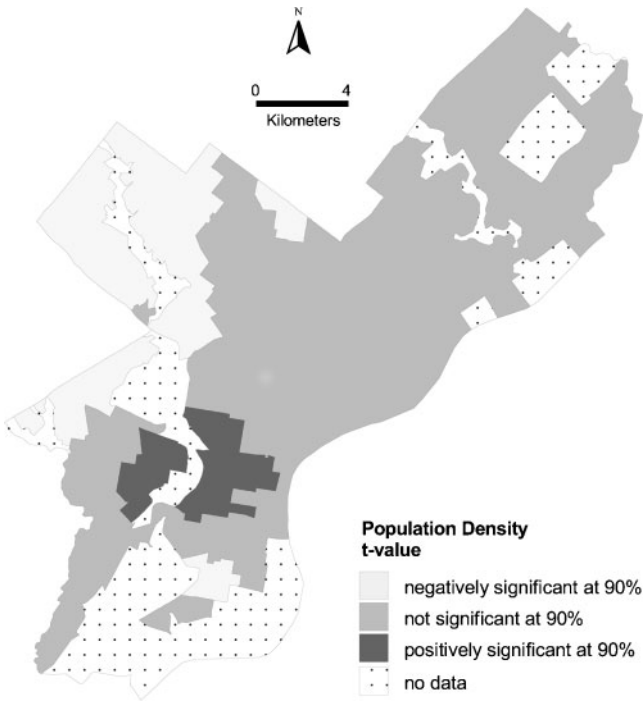 N
0 4
Kilometers
Population Density
t-value
negatively significant at 90%
not significant at 90%
positively significant at 90%
no data